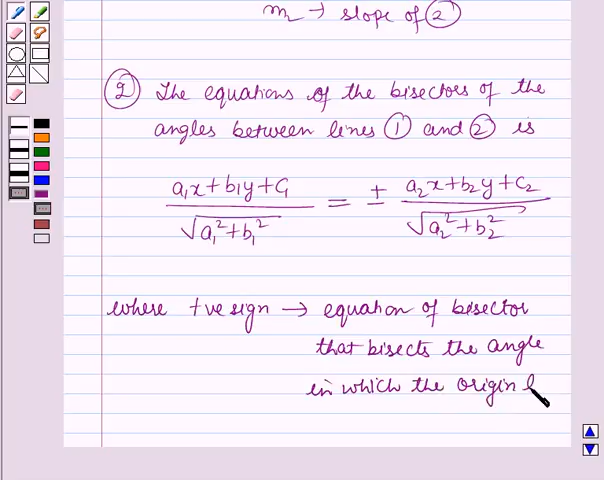 m₂ → slope of ②
② The equations of the bisectors of the
angles between lines ① and ② is
(a₁x+b₁y+c₁)/√(a₁²+b₁²) = ± (a₂x+b₂y+c₂)/√(a₂²+b₂²)
where +ve sign → equation of bisector
that bisects the angle
in which the origin l